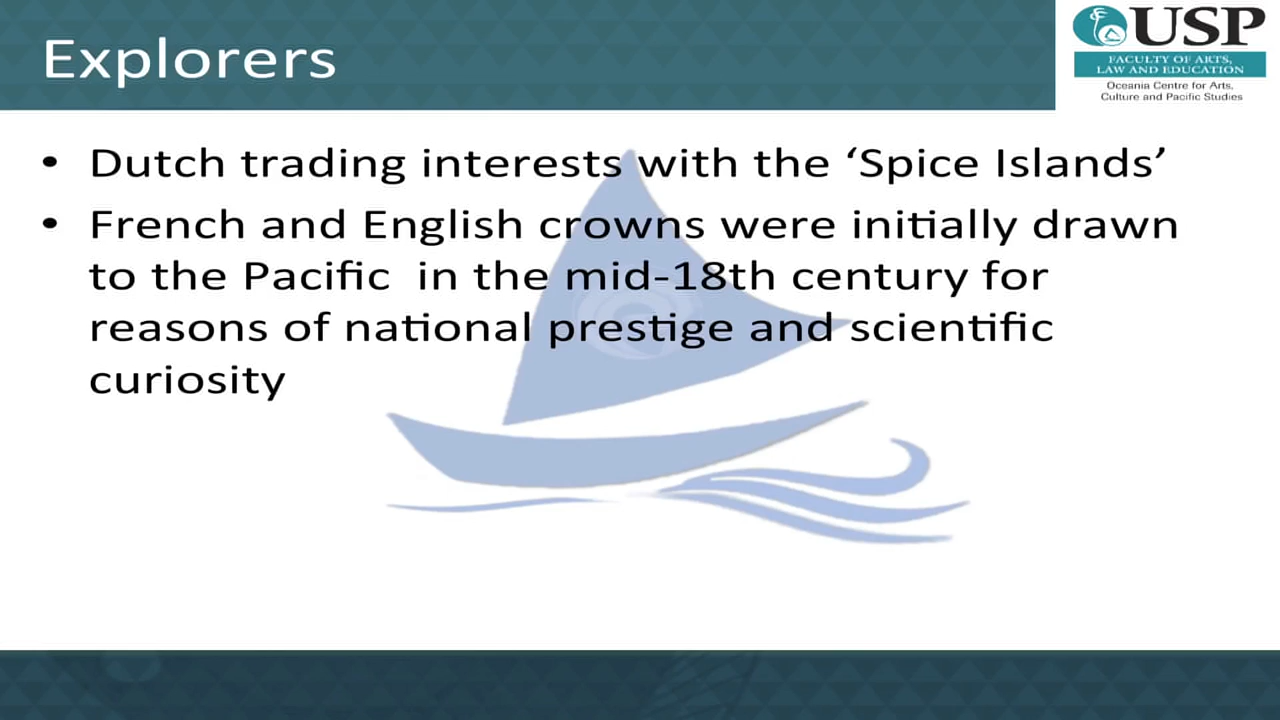 Explorers
USP
FACULTY OF ARTS,
LAW AND EDUCATION
Oceania Centre for Arts,
Culture and Pacific Studies
• Dutch trading interests with the ‘Spice Islands’
• French and English crowns were initially drawn
to the Pacific in the mid-18th century for
reasons of national prestige and scientific
curiosity